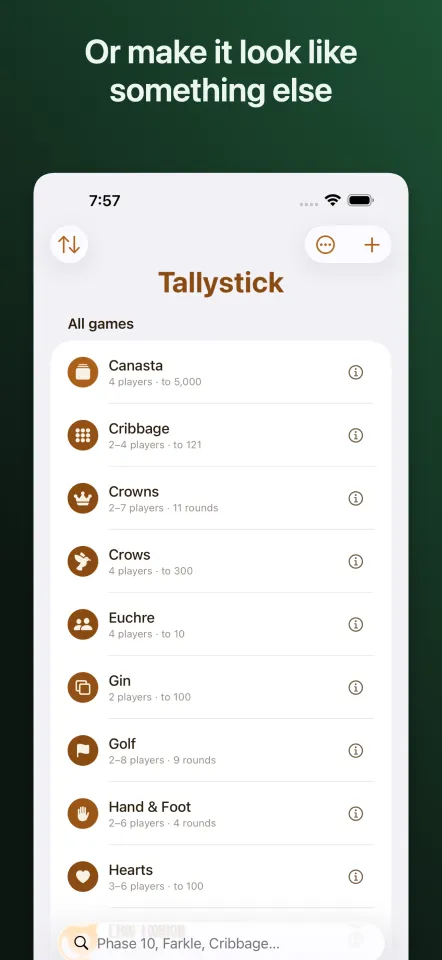 Or make it look like
something else
7:57
Tallystick
All games
Canasta
4 players · to 5,000
Cribbage
2–4 players · to 121
Crowns
2–7 players · 11 rounds
Crows
4 players · to 300
Euchre
4 players · to 10
Gin
2 players · to 100
Golf
2–8 players · 9 rounds
Hand & Foot
2–6 players · 4 rounds
Hearts
3–6 players · to 100
Phase 10, Farkle, Cribbage...